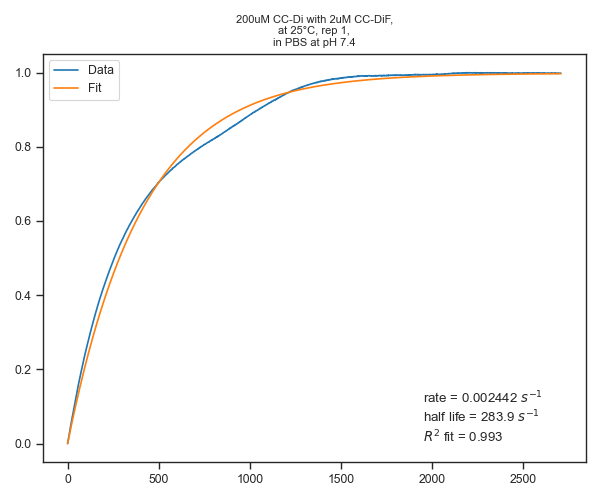 200uM CC-Di with 2uM CC-DiF,
at 25°C, rep 1,
in PBS at pH 7.4
Data
Fit
1.0
0.8
0.6
0.4
0.2
0.0
rate = 0.002442 s⁻¹
half life = 283.9 s⁻¹
R² fit = 0.993
0 500 1000 1500 2000 2500